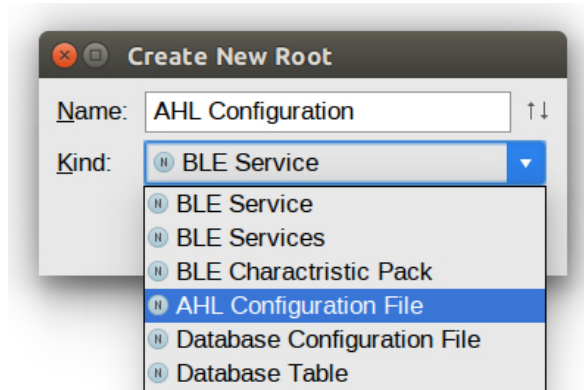 Create New Root
Name: AHL Configuration ↑↓
Kind: N BLE Service
N BLE Service
N BLE Services
N BLE Charactristic Pack
N AHL Configuration File
N Database Configuration File
N Database Table